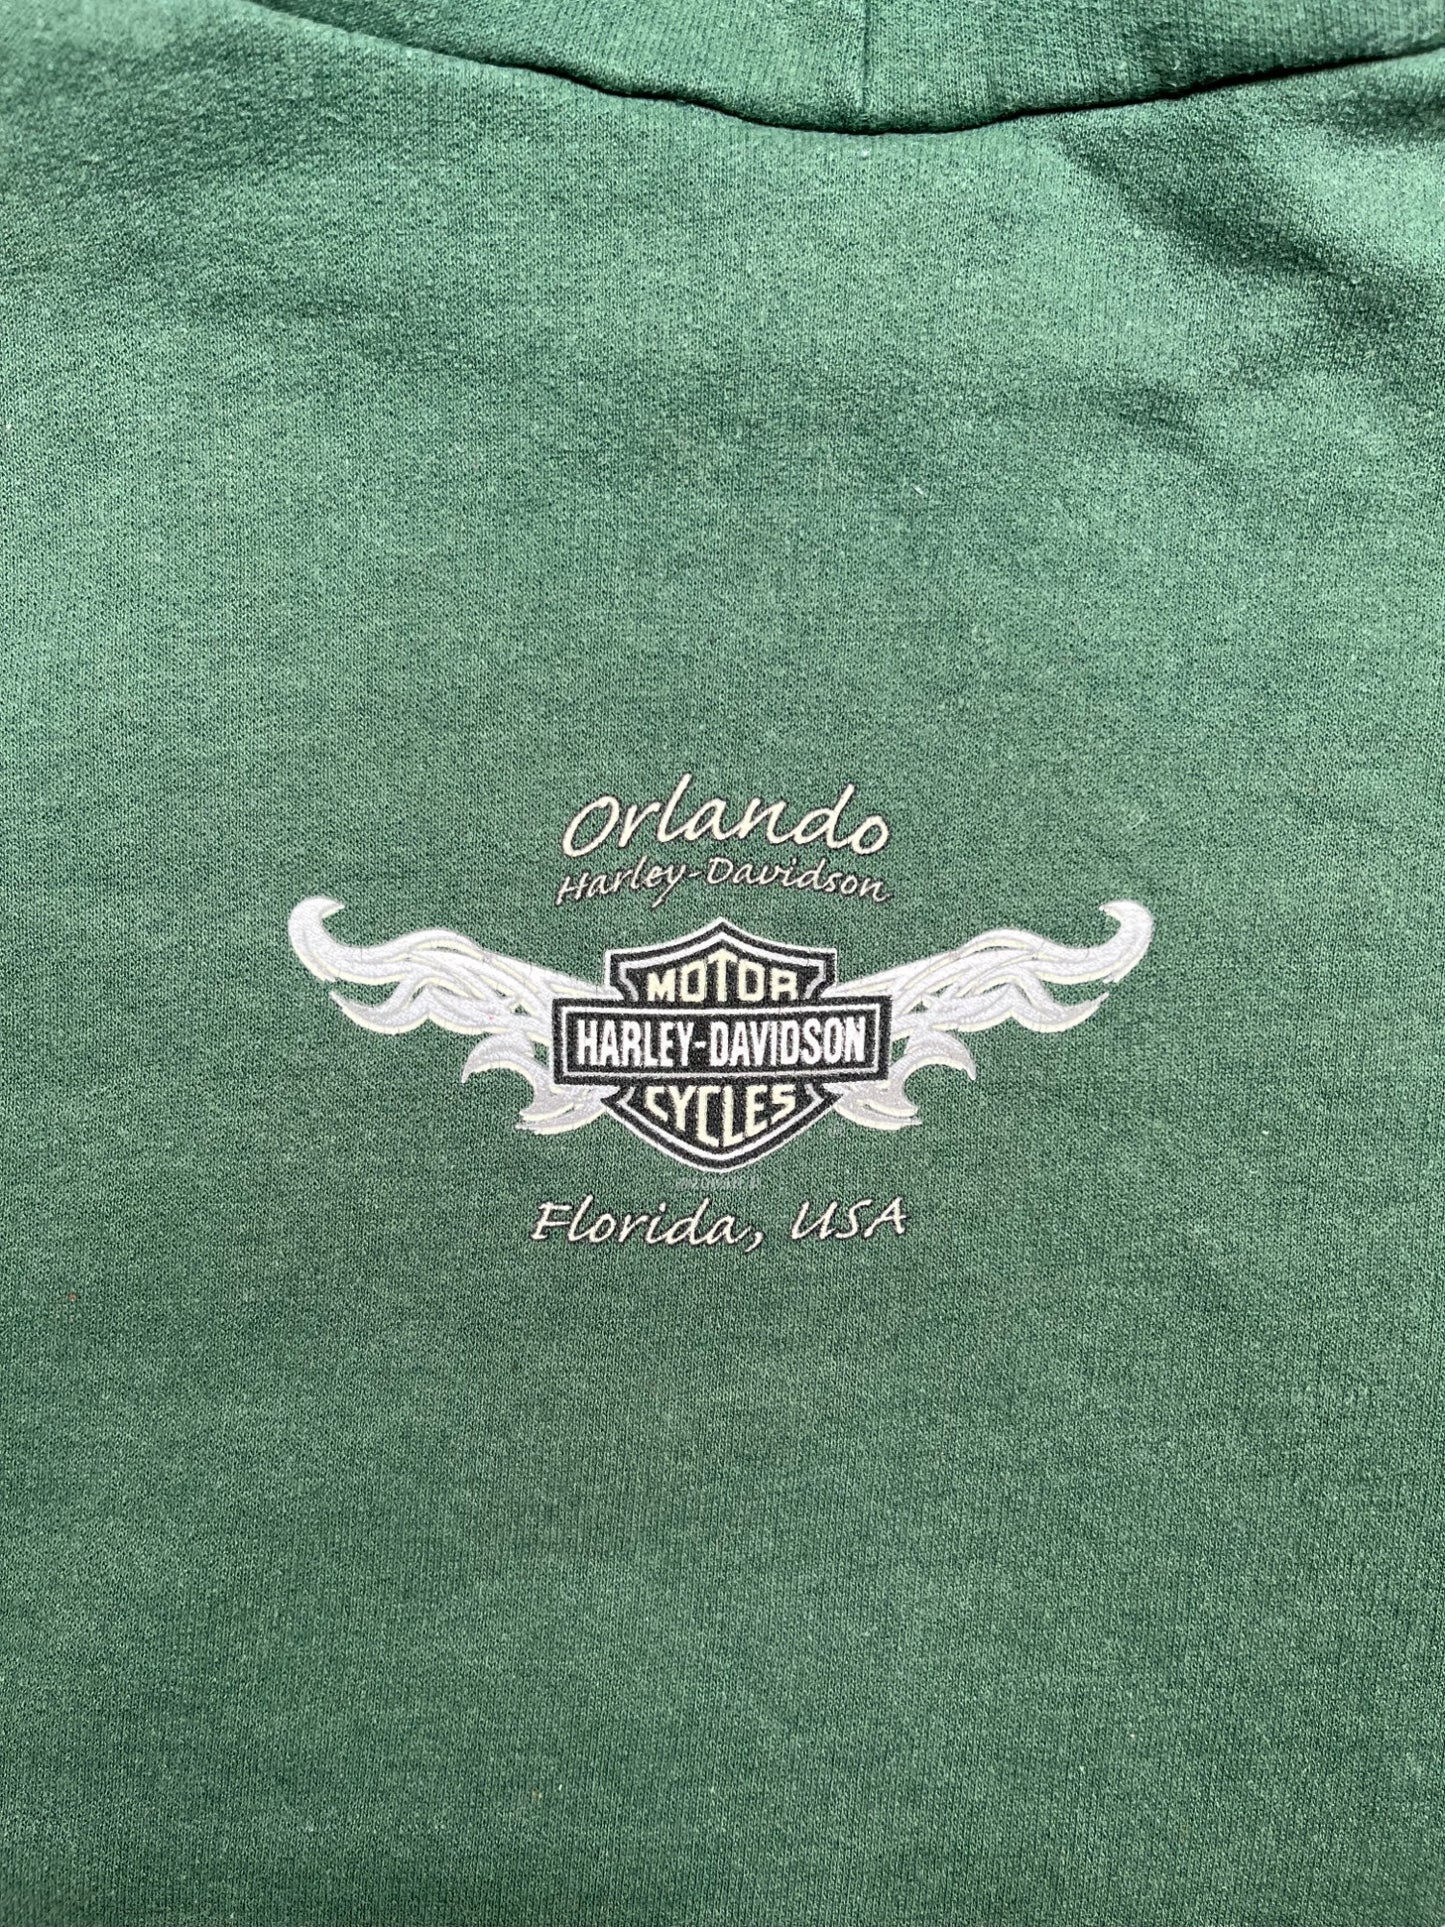 Orlando
Harley-Davidson
MOTOR
HARLEY-DAVIDSON
CYCLES
Florida, USA